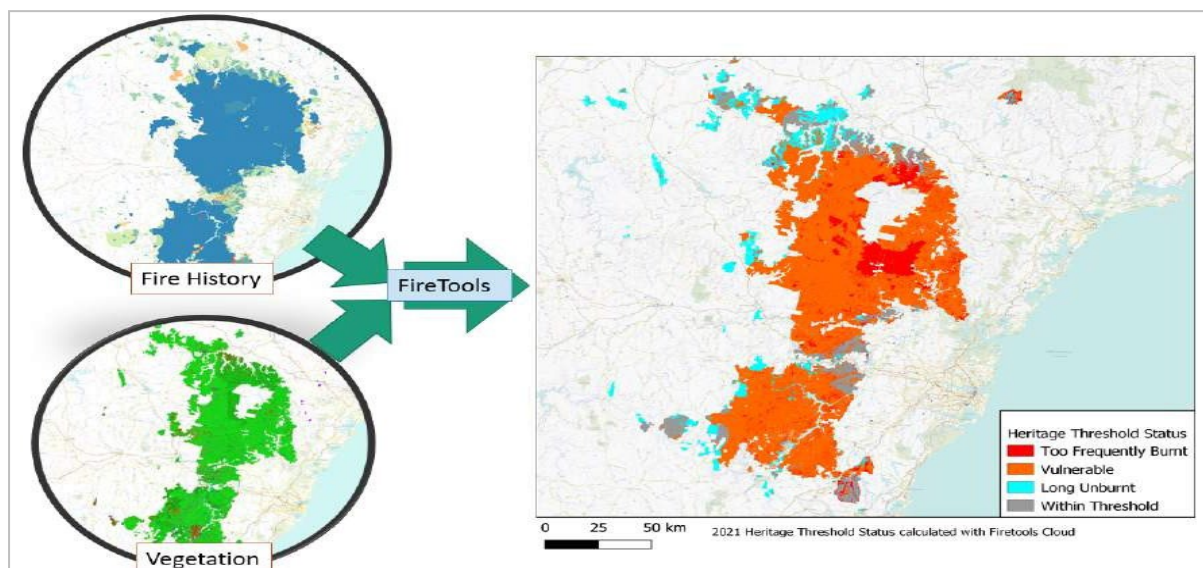 Fire History
FireTools
Vegetation
Heritage Threshold Status
Too Frequently Burnt
Vulnerable
Long Unburnt
Within Threshold
0 25 50 km
2021 Heritage Threshold Status calculated with Firetools Cloud